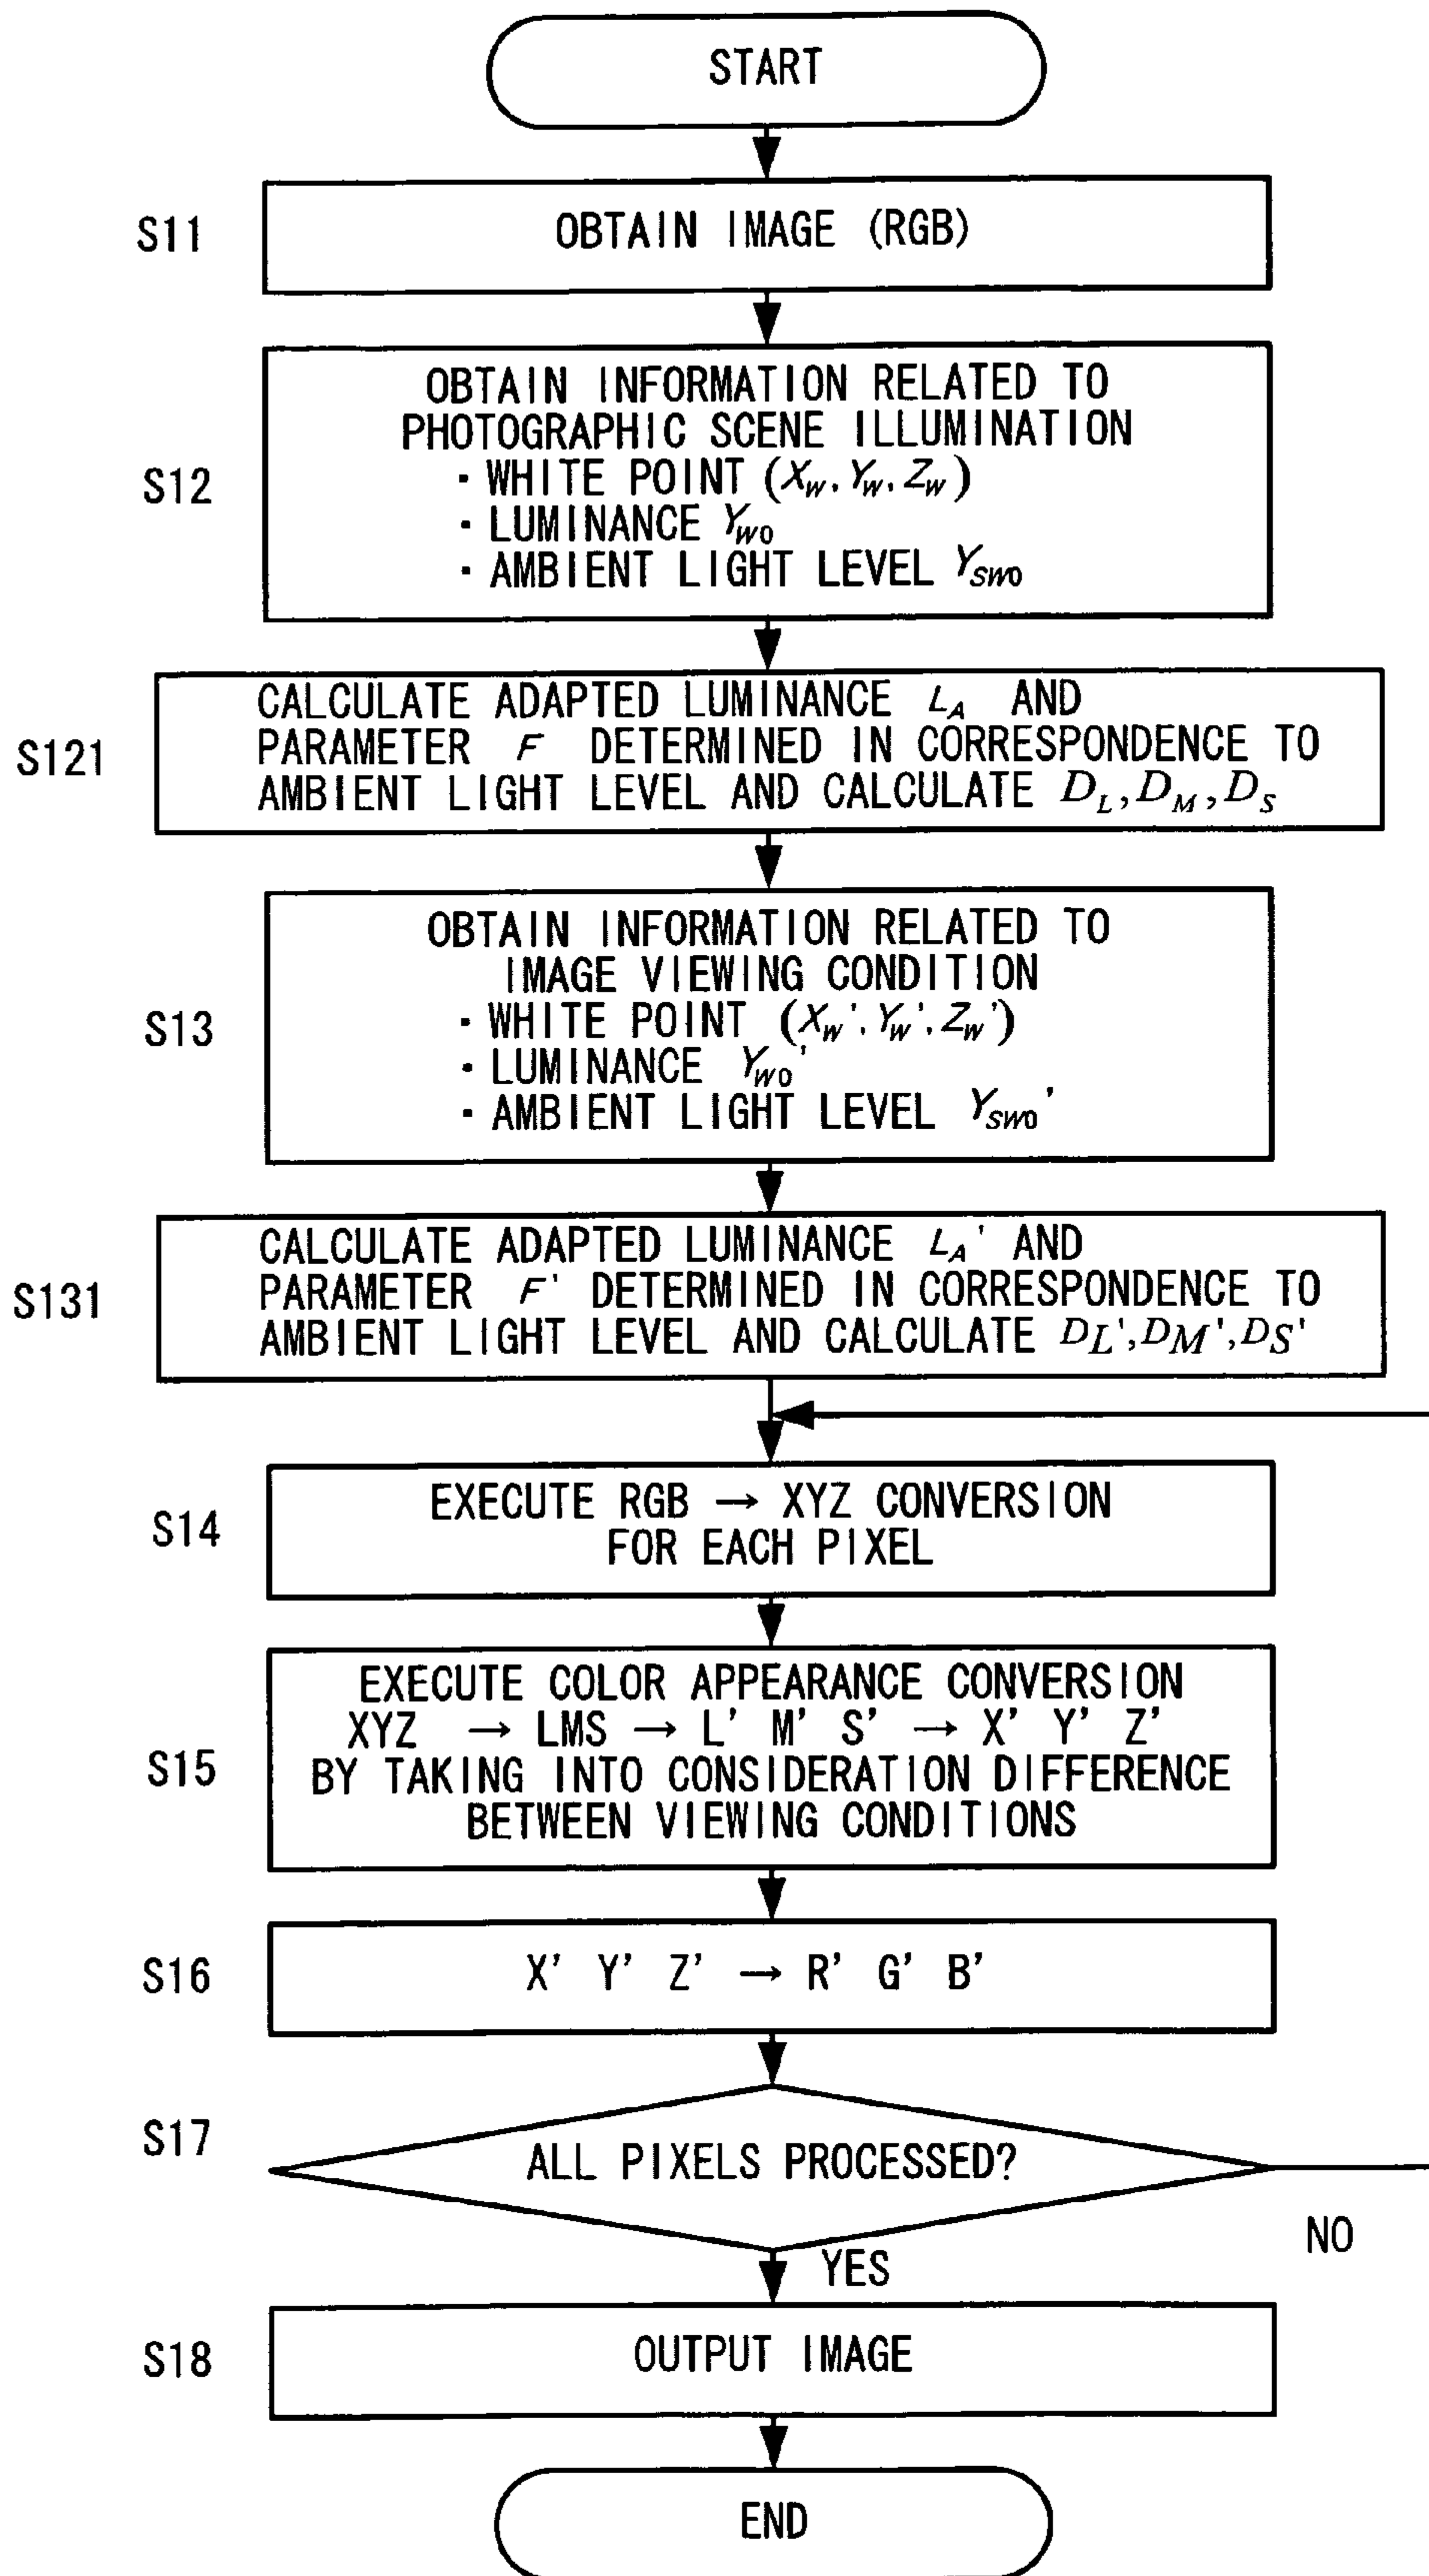 START
S11
OBTAIN IMAGE (RGB)
S12
OBTAIN INFORMATION RELATED TO
PHOTOGRAPHIC SCENE ILLUMINATION
・WHITE POINT (X_W, Y_W, Z_W)
・LUMINANCE Y_W0
・AMBIENT LIGHT LEVEL Y_SW0
S121
CALCULATE ADAPTED LUMINANCE L_A AND
PARAMETER F DETERMINED IN CORRESPONDENCE TO
AMBIENT LIGHT LEVEL AND CALCULATE D_L, D_M, D_S
S13
OBTAIN INFORMATION RELATED TO
IMAGE VIEWING CONDITION
・WHITE POINT (X_W', Y_W', Z_W')
・LUMINANCE Y_W0'
・AMBIENT LIGHT LEVEL Y_SW0'
S131
CALCULATE ADAPTED LUMINANCE L_A' AND
PARAMETER F' DETERMINED IN CORRESPONDENCE TO
AMBIENT LIGHT LEVEL AND CALCULATE D_L', D_M', D_S'
S14
EXECUTE RGB → XYZ CONVERSION
FOR EACH PIXEL
S15
EXECUTE COLOR APPEARANCE CONVERSION
XYZ → LMS → L' M' S' → X' Y' Z'
BY TAKING INTO CONSIDERATION DIFFERENCE
BETWEEN VIEWING CONDITIONS
S16
X' Y' Z' → R' G' B'
S17
ALL PIXELS PROCESSED?
NO
YES
S18
OUTPUT IMAGE
END